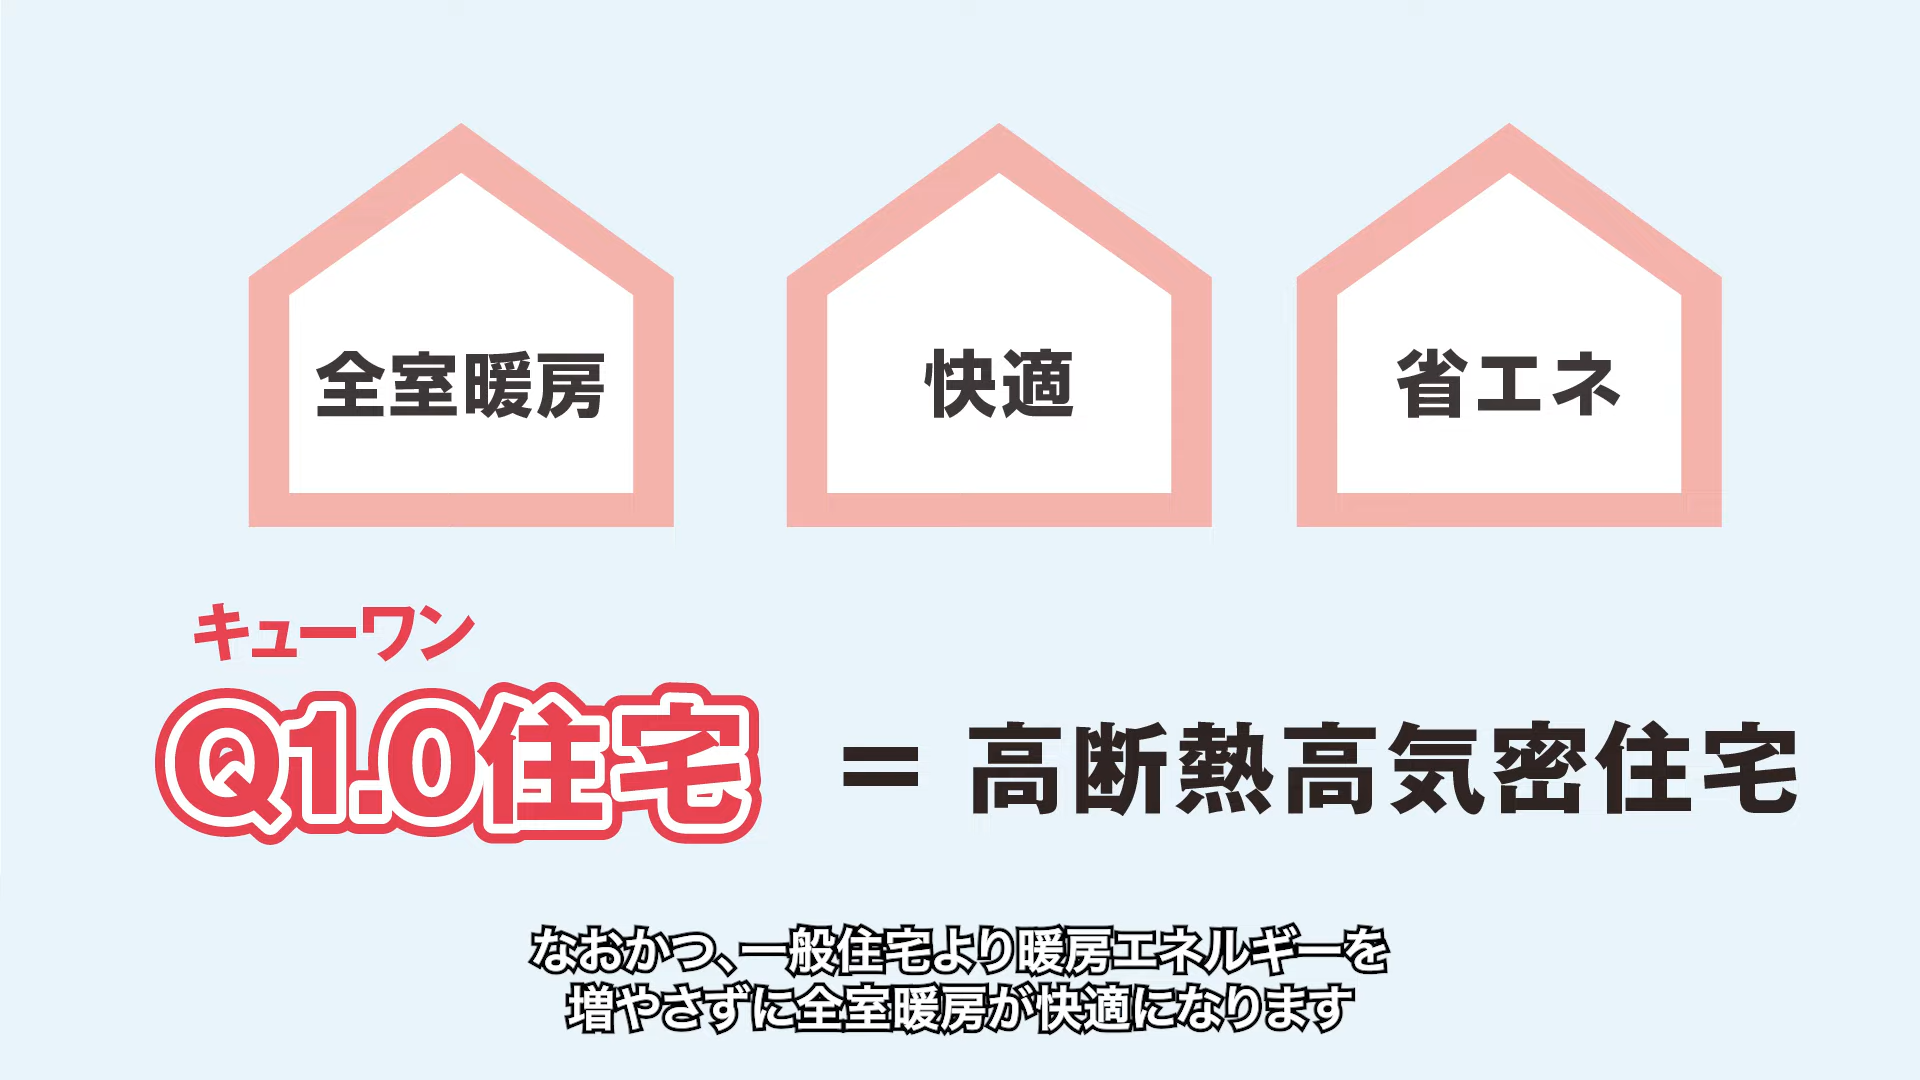 全室暖房
快適
省エネ
キューワン
Q1.0住宅 = 高断熱高気密住宅
なおかつ、一般住宅より暖房エネルギーを
増やさずに全室暖房が快適になります